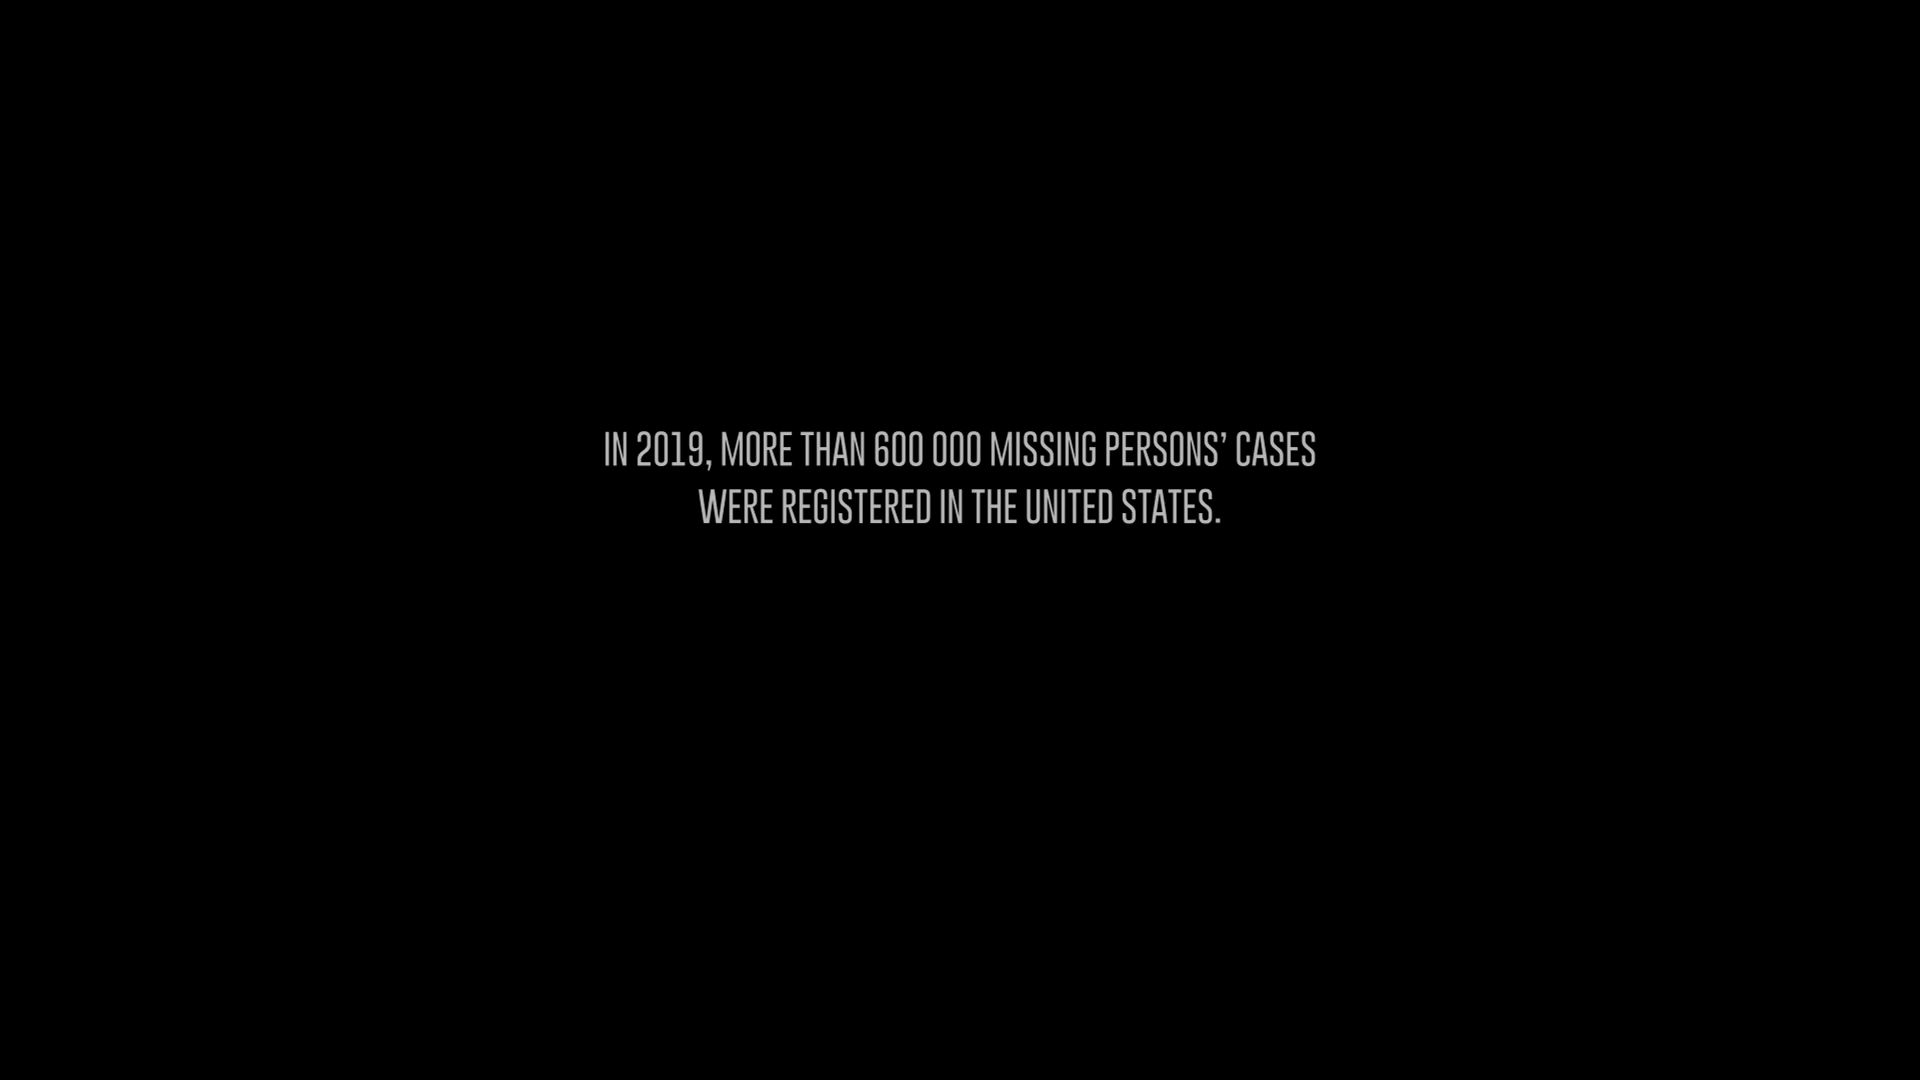 IN 2019, MORE THAN 600 000 MISSING PERSONS’ CASES
WERE REGISTERED IN THE UNITED STATES.